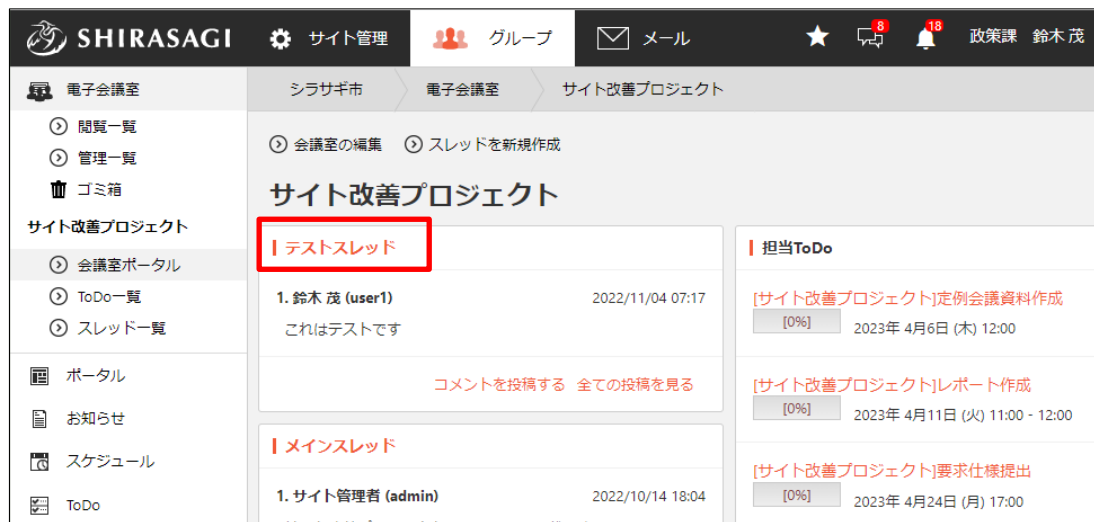 SHIRASAGI
サイト管理
グループ
メール
8
18
政策課 鈴木 茂
電子会議室
閲覧一覧
管理一覧
ゴミ箱
サイト改善プロジェクト
会議室ポータル
ToDo一覧
スレッド一覧
ポータル
お知らせ
スケジュール
ToDo
シラサギ市
電子会議室
サイト改善プロジェクト
会議室の編集
スレッドを新規作成
サイト改善プロジェクト
テストスレッド
1. 鈴木 茂 (user1) 2022/11/04 07:17
これはテストです
コメントを投稿する 全ての投稿を見る
メインスレッド
1. サイト管理者 (admin) 2022/10/14 18:04
担当ToDo
[サイト改善プロジェクト]定例会議資料作成
[0%] 2023年 4月6日 (木) 12:00
[サイト改善プロジェクト]レポート作成
[0%] 2023年 4月11日 (火) 11:00 - 12:00
[サイト改善プロジェクト]要求仕様提出
[0%] 2023年 4月24日 (月) 17:00